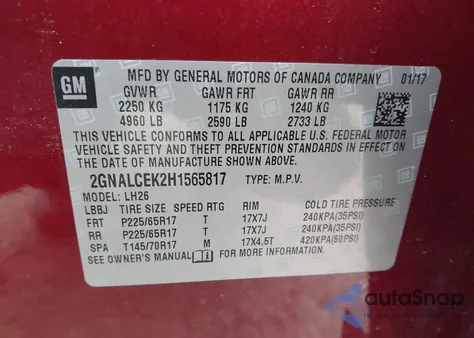 GM
MFD BY GENERAL MOTORS OF CANADA COMPANY 01/17
GVWR GAWR FRT GAWR RR
2250 KG 1175 KG 1240 KG
4960 LB 2590 LB 2733 LB
THIS VEHICLE CONFORMS TO ALL APPLICABLE U.S. FEDERAL MOTOR
VEHICLE SAFETY AND THEFT PREVENTION STANDARDS IN EFFECT ON
THE DATE OF MANUFACTURE SHOWN ABOVE.
2GNALCEK2H1565817 TYPE: M.P.V.
MODEL: LH26
LBBJ TIRE SIZE SPEED RTG RIM COLD TIRE PRESSURE
FRT P225/65R17 T 17X7J 240KPA(35PSI)
RR P225/65R17 T 17X7J 240KPA(35PSI)
SPA T145/70R17 M 17X4.5T 420KPA(60PSI)
SEE OWNER'S MANUAL FOR MORE INFORMATION.
autoSnap